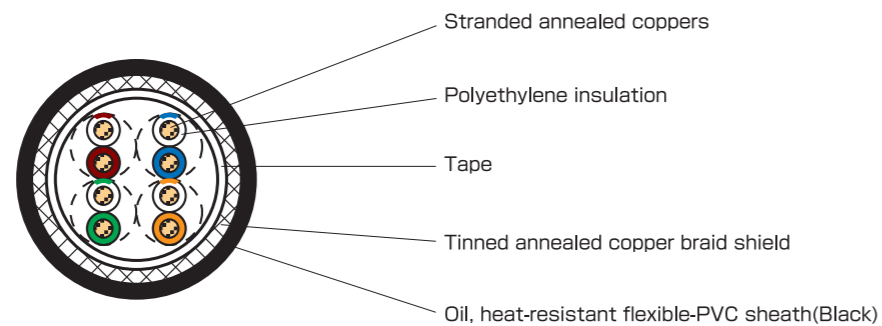 Stranded annealed coppers
Polyethylene insulation
Tape
Tinned annealed copper braid shield
Oil, heat-resistant flexible-PVC sheath(Black)